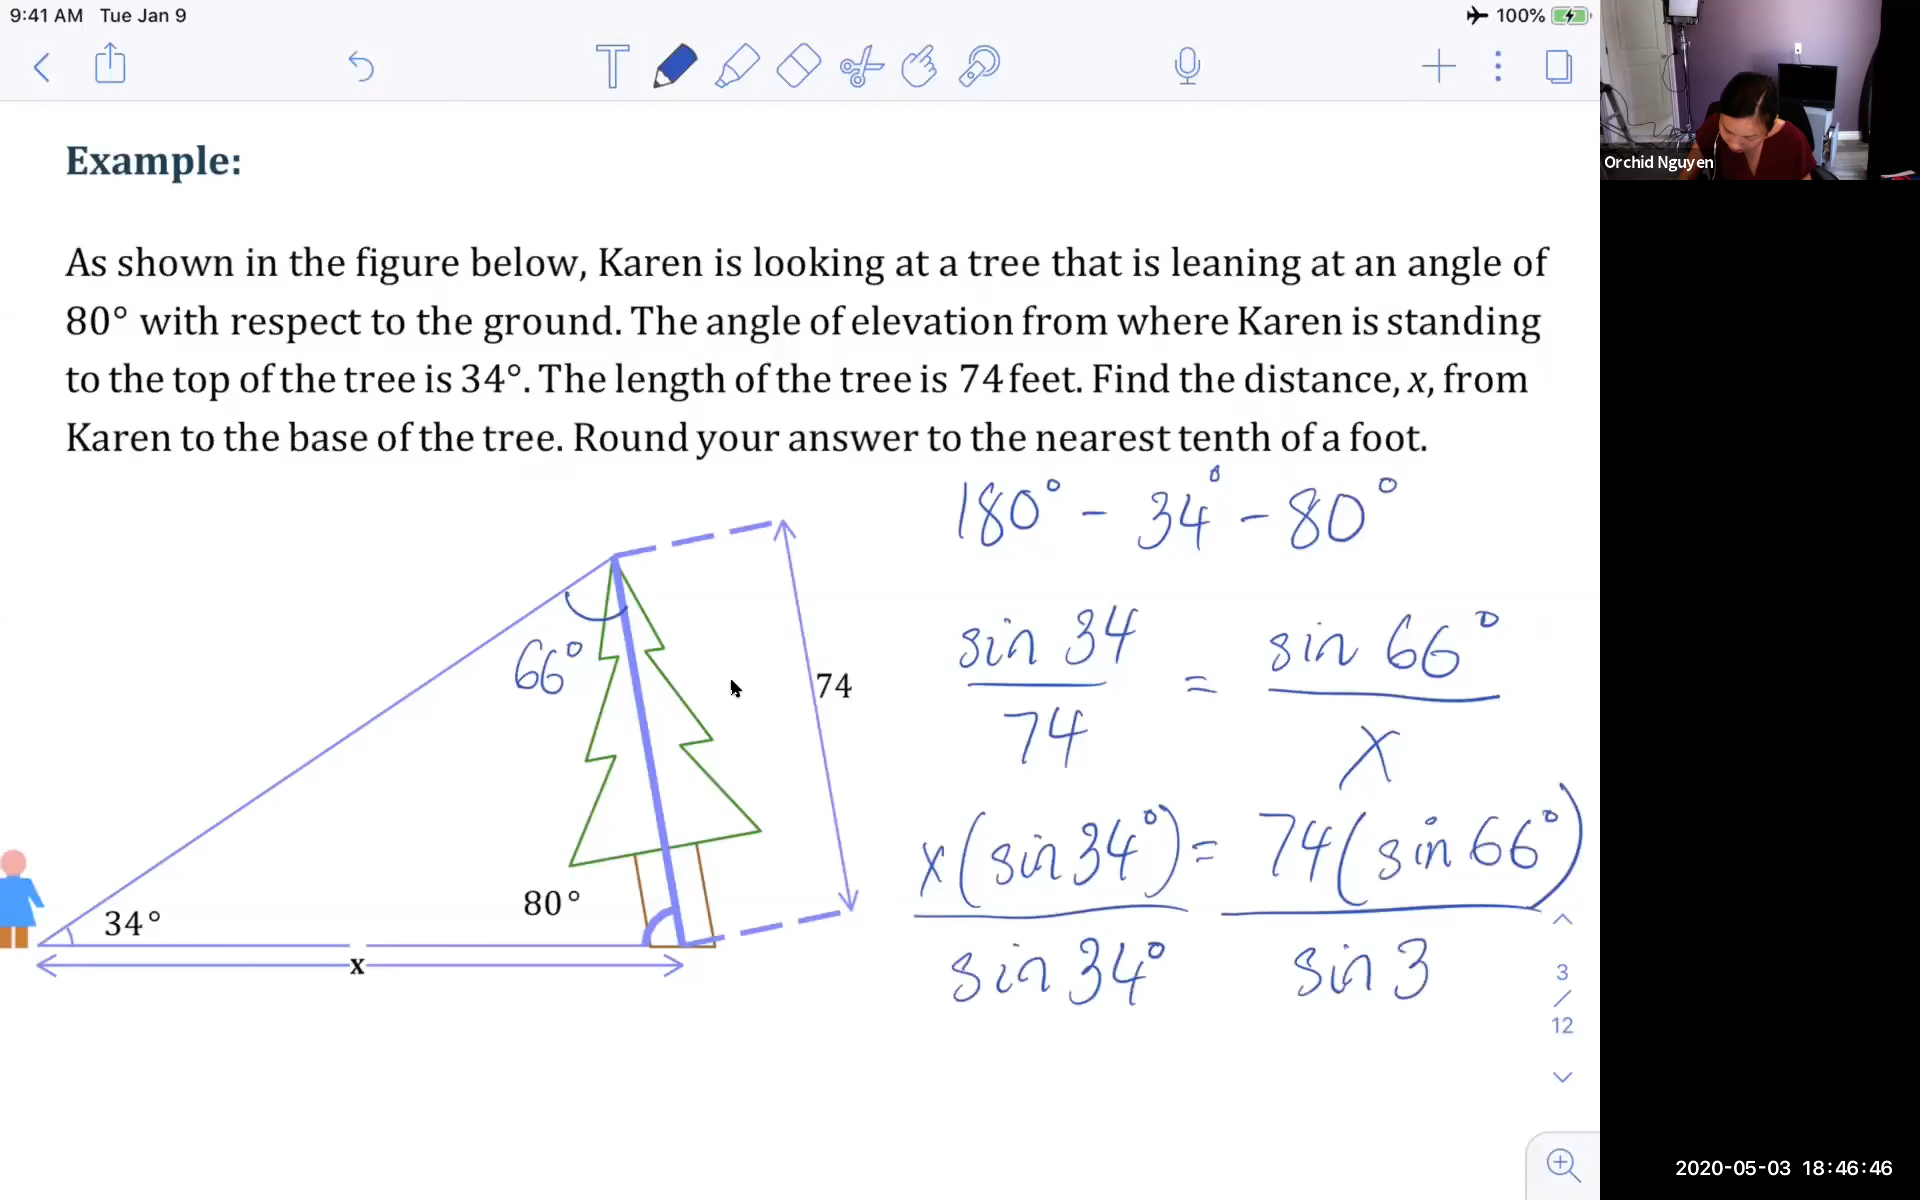 9:41 AM Tue Jan 9
100%
Orchid Nguyen
Example:
As shown in the figure below, Karen is looking at a tree that is leaning at an angle of
80° with respect to the ground. The angle of elevation from where Karen is standing
to the top of the tree is 34°. The length of the tree is 74 feet. Find the distance, x, from
Karen to the base of the tree. Round your answer to the nearest tenth of a foot.
180° - 34° - 80°
66°
74
80°
34°
x
sin 34 / 74 = sin 66° / x
x(sin 34°) / sin 34° = 74(sin 66°) / sin 3
3
/
12
2020-05-03 18:46:46